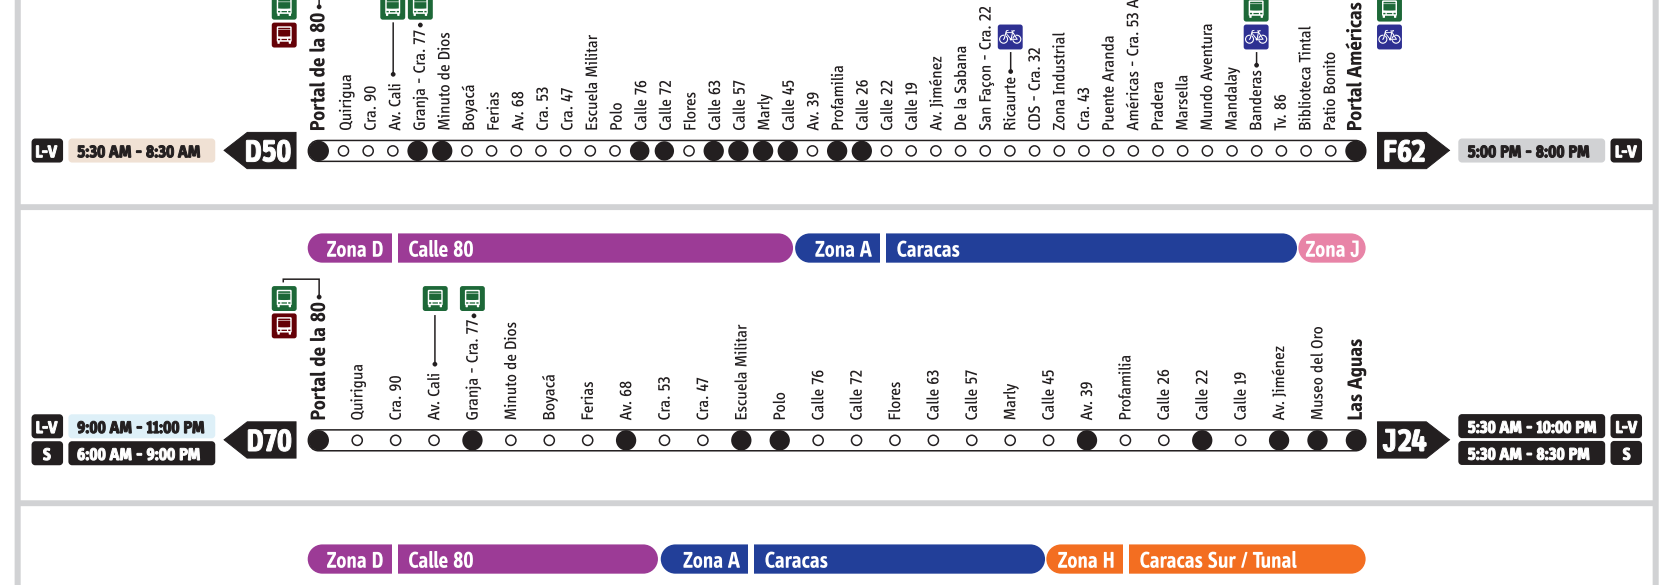 Portal de la 80
Quirigua
Cra. 90
Av. Cali
Granja - Cra. 77
Minuto de Dios
Boyacá
Ferias
Av. 68
Cra. 53
Cra. 47
Escuela Militar
Polo
Calle 76
Calle 72
Flores
Calle 63
Calle 57
Marly
Calle 45
Av. 39
Profamilia
Calle 26
Calle 22
Calle 19
Av. Jiménez
De la Sabana
San Façon - Cra. 22
Ricaurte
CDS - Cra. 32
Zona Industrial
Cra. 43
Puente Aranda
Américas - Cra. 53 A
Pradera
Marsella
Mundo Aventura
Mandalay
Banderas
Tv. 86
Biblioteca Tintal
Patio Bonito
Portal Américas
L-V 5:30 AM - 8:30 AM D50
F62 5:00 PM - 8:00 PM L-V
Zona D Calle 80 Zona A Caracas Zona J
Portal de la 80
Quirigua
Cra. 90
Av. Cali
Granja - Cra. 77
Minuto de Dios
Boyacá
Ferias
Av. 68
Cra. 53
Cra. 47
Escuela Militar
Polo
Calle 76
Calle 72
Flores
Calle 63
Calle 57
Marly
Calle 45
Av. 39
Profamilia
Calle 26
Calle 22
Calle 19
Av. Jiménez
Museo del Oro
Las Aguas
L-V 9:00 AM - 11:00 PM
S 6:00 AM - 9:00 PM
D70
J24
5:30 AM - 10:00 PM L-V
5:30 AM - 8:30 PM S
Zona D Calle 80 Zona A Caracas Zona H Caracas Sur / Tunal